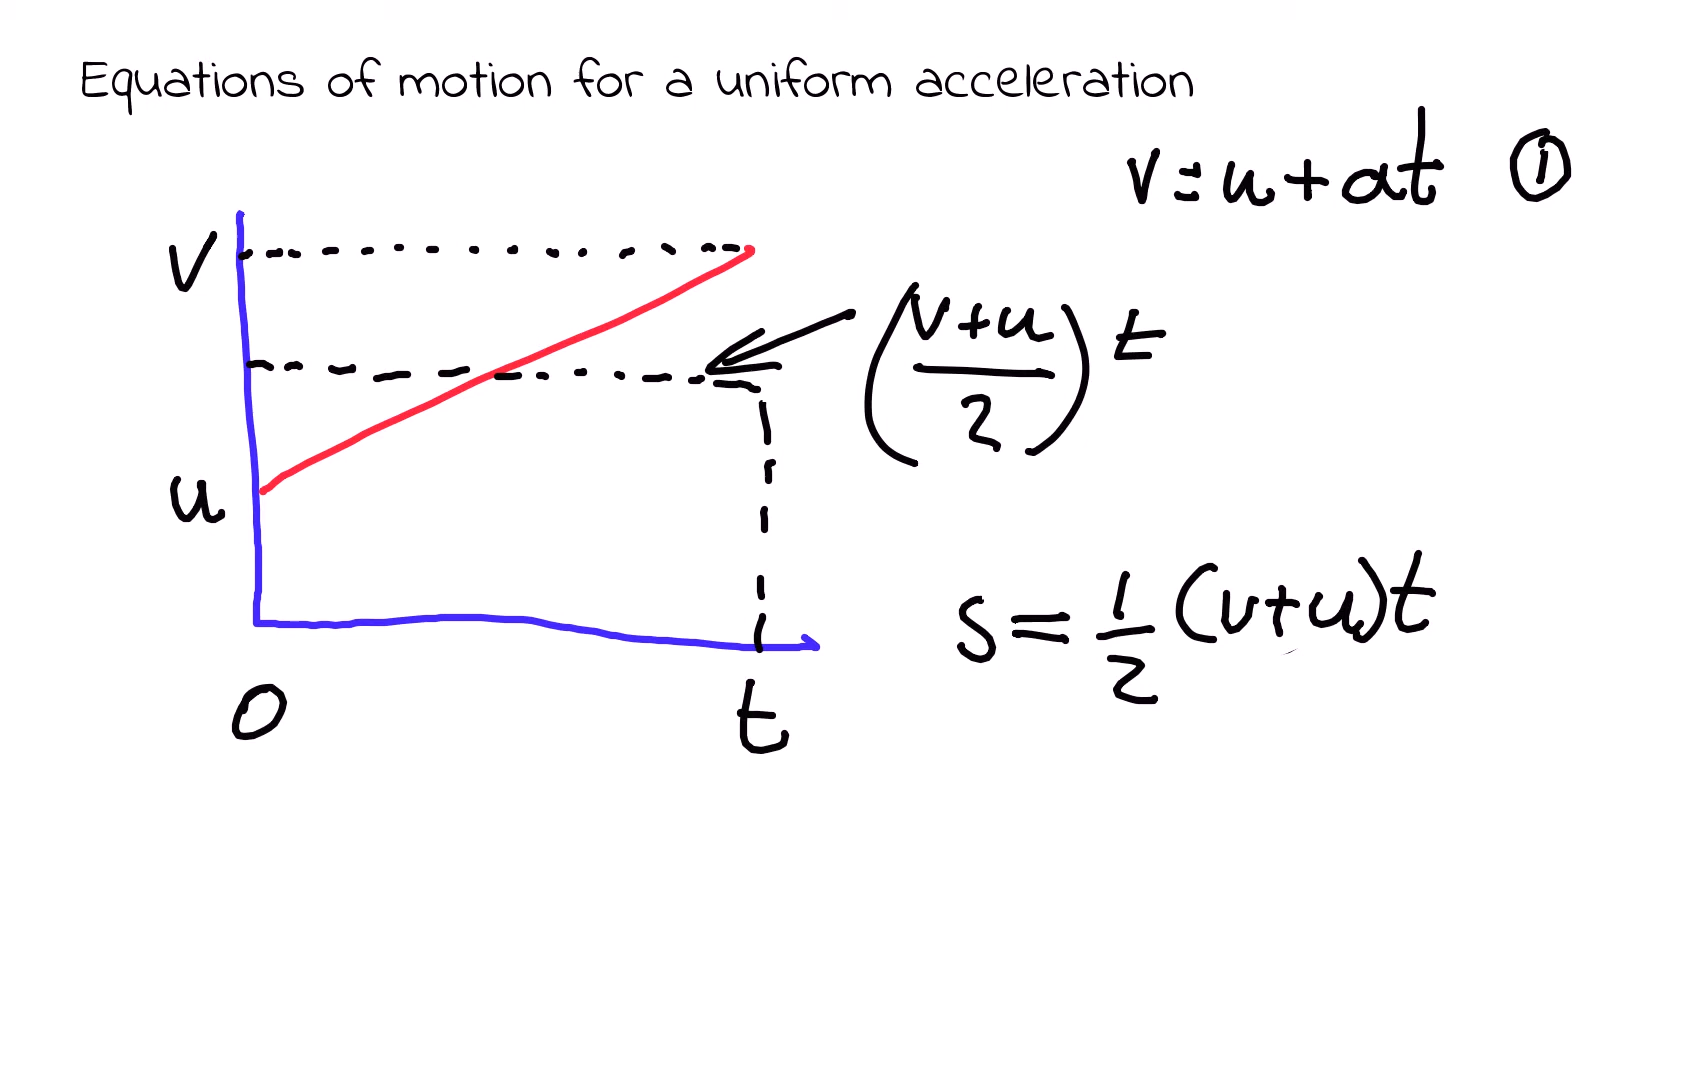 Equations of motion for a uniform acceleration
v = u + at ①
v
(v+u / 2) t
u
s = 1/2 (v+u)t
0 t